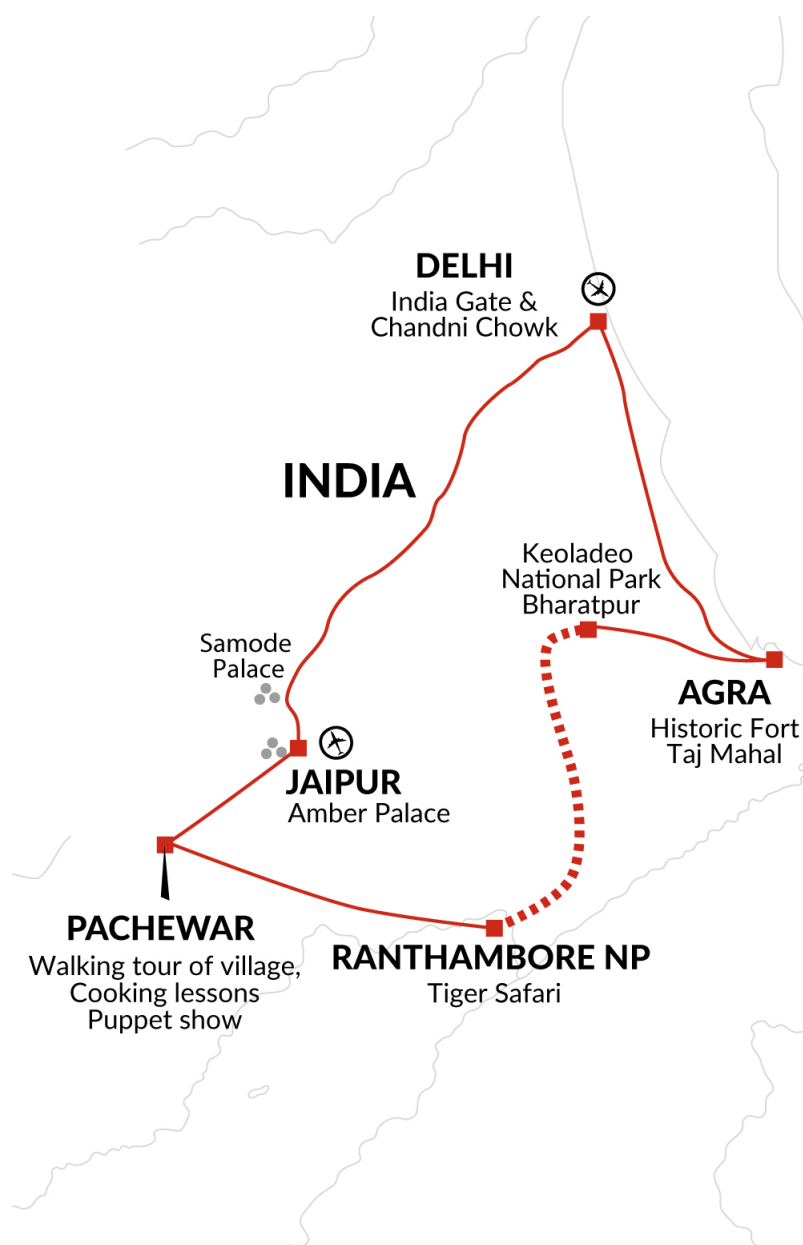 DELHI
India Gate &
Chandni Chowk
INDIA
Keoladeo
National Park
Bharatpur
Samode
Palace
AGRA
Historic Fort
Taj Mahal
JAIPUR
Amber Palace
PACHEWAR
Walking tour of village,
Cooking lessons
Puppet show
RANTHAMBORE NP
Tiger Safari